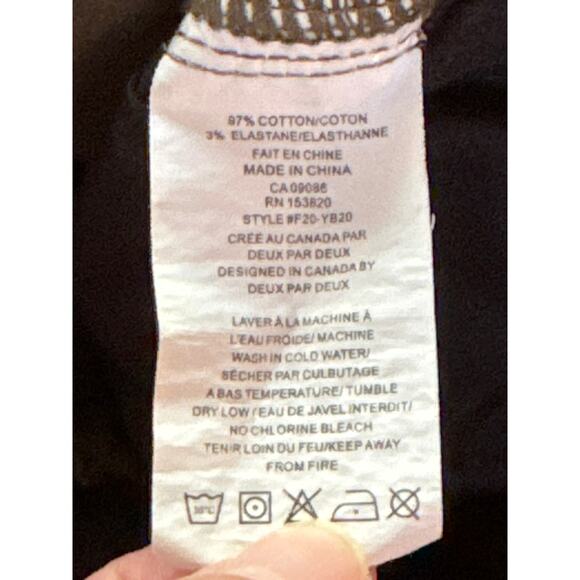 97% COTTON/COTON
3% ELASTANE/ELASTHANNE
FAIT EN CHINE
MADE IN CHINA
CA 09086
RN 153820
STYLE #F20-YB20
CRÉE AU CANADA PAR
DEUX PAR DEUX
DESIGNED IN CANADA BY
DEUX PAR DEUX
LAVER À LA MACHINE À
L'EAU FROIDE/ MACHINE
WASH IN COLD WATER/
SÉCHER PAR CULBUTAGE
A BAS TEMPERATURE/ TUMBLE
DRY LOW / EAU DE JAVEL INTERDIT/
NO CHLORINE BLEACH
TENIR LOIN DU FEU/KEEP AWAY
FROM FIRE
30°C